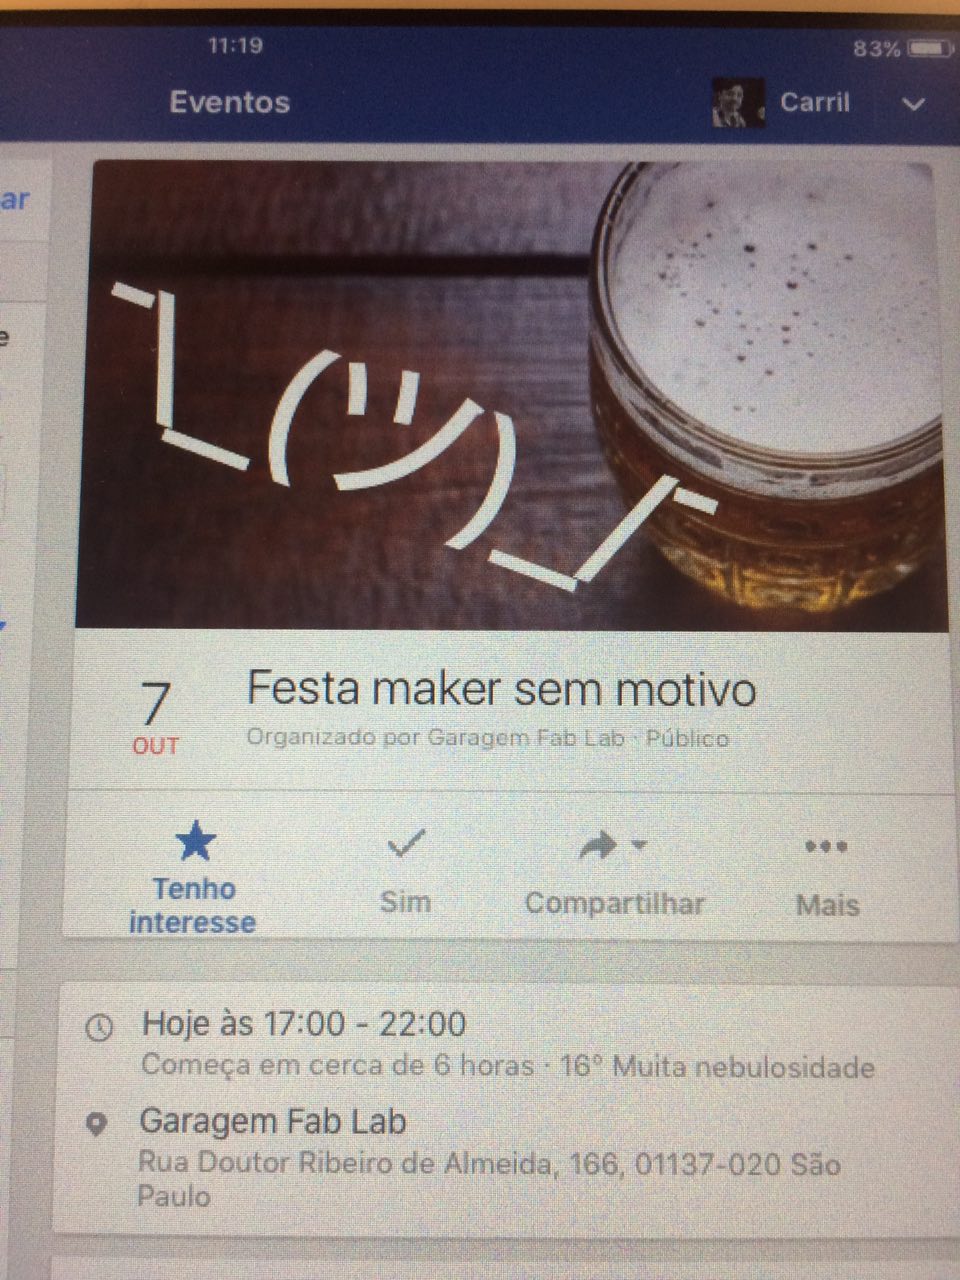 11:19
83%
Eventos
Carril
ar
e
¯\_(ツ)_/¯
7
OUT
Festa maker sem motivo
Organizado por Garagem Fab Lab · Público
Tenho
interesse
Sim
Compartilhar
Mais
Hoje às 17:00 - 22:00
Começa em cerca de 6 horas · 16° Muita nebulosidade
Garagem Fab Lab
Rua Doutor Ribeiro de Almeida, 166, 01137-020 São
Paulo